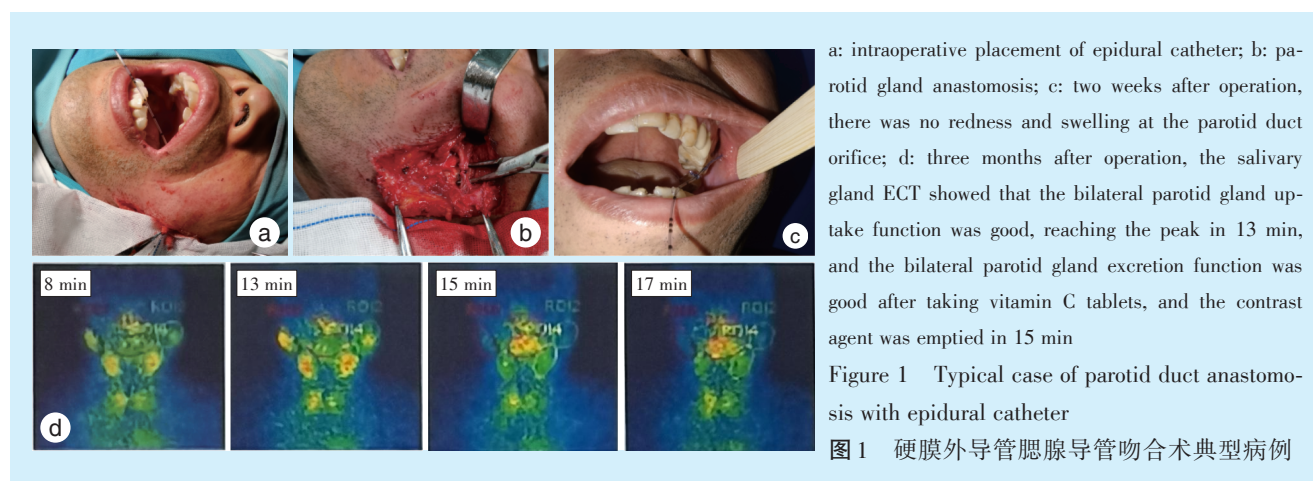 a: intraoperative placement of epidural catheter; b: pa-
rotid gland anastomosis; c: two weeks after operation,
there was no redness and swelling at the parotid duct
orifice; d: three months after operation, the salivary
gland ECT showed that the bilateral parotid gland up-
take function was good, reaching the peak in 13 min,
and the bilateral parotid gland excretion function was
good after taking vitamin C tablets, and the contrast
agent was emptied in 15 min
Figure 1 Typical case of parotid duct anastomo-
sis with epidural catheter
图1 硬膜外导管腮腺导管吻合术典型病例
a
b
c
8 min
13 min
15 min
17 min
d